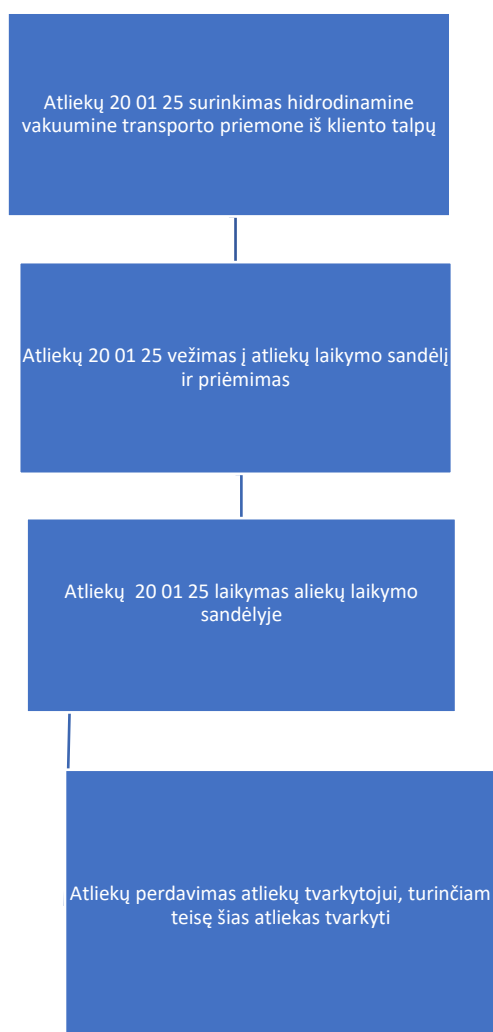 Atliekų 20 01 25 surinkimas hidrodinamine
vakuumine transporto priemone iš kliento talpų
Atliekų 20 01 25 vežimas į atliekų laikymo sandėlį
ir priėmimas
Atliekų  20 01 25 laikymas aliekų laikymo
sandėlyje
Atliekų perdavimas atliekų tvarkytojui, turinčiam
teisę šias atliekas tvarkyti